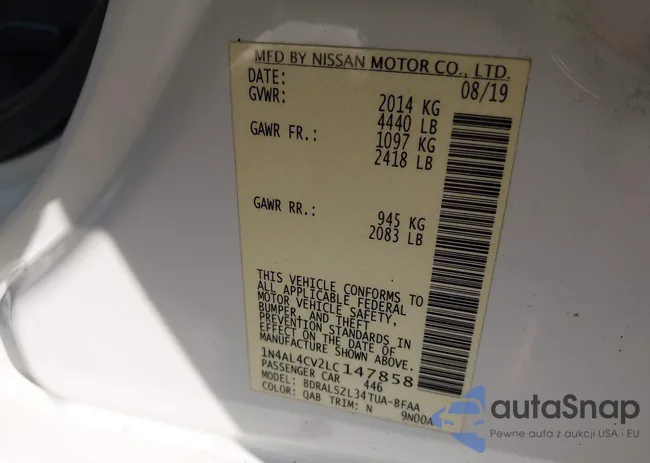 MFD BY NISSAN MOTOR CO., LTD.
DATE: 08/19
GVWR: 2014 KG
4440 LB
GAWR FR.: 1097 KG
2418 LB
GAWR RR.: 945 KG
2083 LB
THIS VEHICLE CONFORMS TO
ALL APPLICABLE FEDERAL
MOTOR VEHICLE SAFETY,
BUMPER, AND THEFT
PREVENTION STANDARDS IN
EFFECT ON THE DATE OF
MANUFACTURE SHOWN ABOVE.
1N4AL4CV2LC147858
PASSENGER CAR 446
MODEL: BDRALSZL34TUA-BFAA
COLOR: QAB TRIM: N 9N00A
autaSnap
Pewne auta z aukcji USA i EU